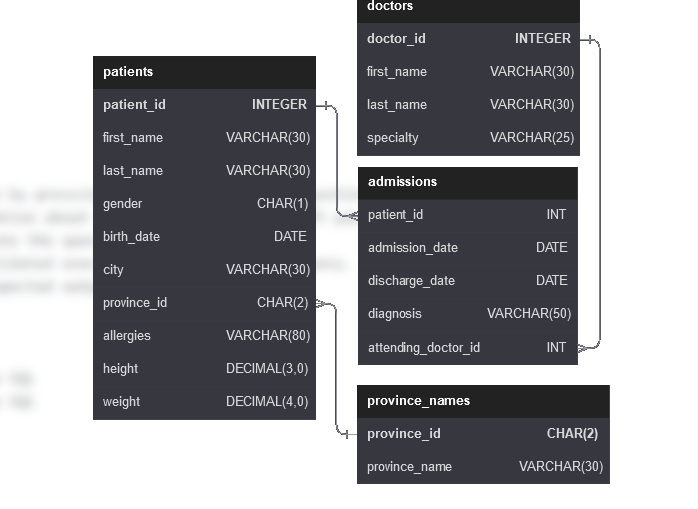 doctors
doctor_id INTEGER
first_name VARCHAR(30)
last_name VARCHAR(30)
specialty VARCHAR(25)
patients
patient_id INTEGER
first_name VARCHAR(30)
last_name VARCHAR(30)
gender CHAR(1)
birth_date DATE
city VARCHAR(30)
province_id CHAR(2)
allergies VARCHAR(80)
height DECIMAL(3,0)
weight DECIMAL(4,0)
admissions
patient_id INT
admission_date DATE
discharge_date DATE
diagnosis VARCHAR(50)
attending_doctor_id INT
province_names
province_id CHAR(2)
province_name VARCHAR(30)